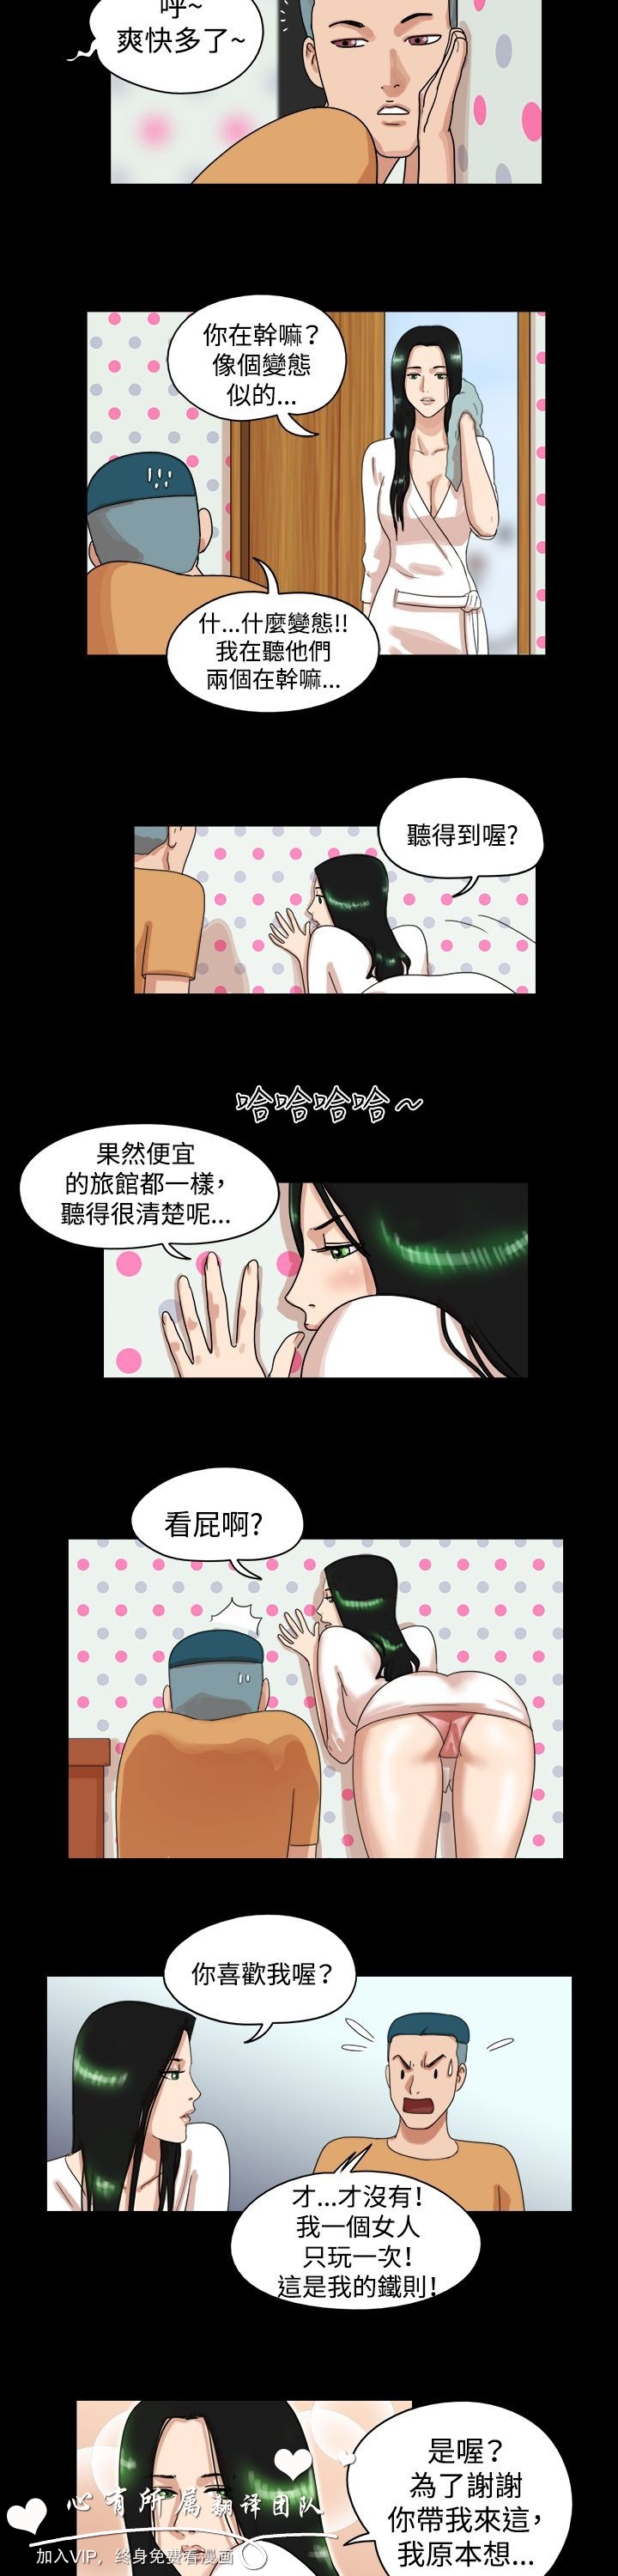 呼~
爽快多了~
你在幹嘛?
像個變態
似的...
什...什麼變態!!
我在聽他們
兩個在幹嘛...
聽得到喔?
哈哈哈哈~
果然便宜
的旅館都一樣,
聽得很清楚呢...
看屁啊?
你喜歡我喔?
才...才沒有!
我一個女人
只玩一次!
這是我的鐵則!
是喔?
為了謝謝
你帶我來這,
我原本想...
心有所属翻译团队
加入VIP，终身免费看漫画